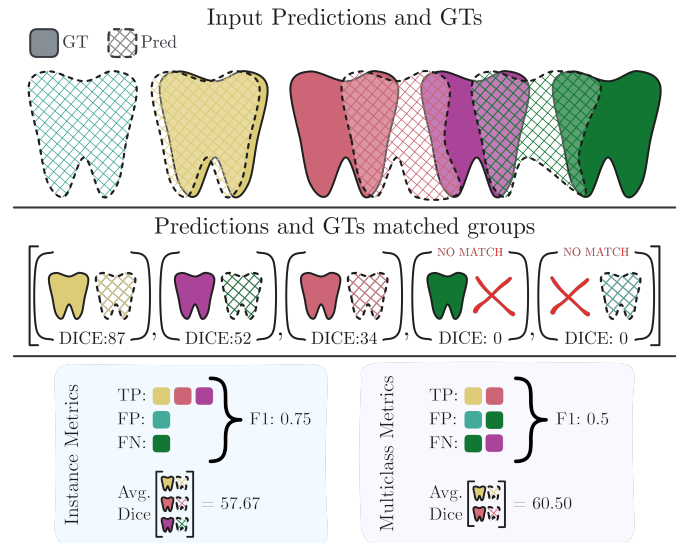 Input Predictions and GTs
GT Pred
Predictions and GTs matched groups
NO MATCH NO MATCH
DICE:87 , DICE:52 , DICE:34 , DICE: 0 , DICE: 0
Instance Metrics
TP:
FP:
FN:
F1: 0.75
Avg.
Dice
= 57.67
Multiclass Metrics
TP:
FP:
FN:
F1: 0.5
Avg.
Dice
= 60.50